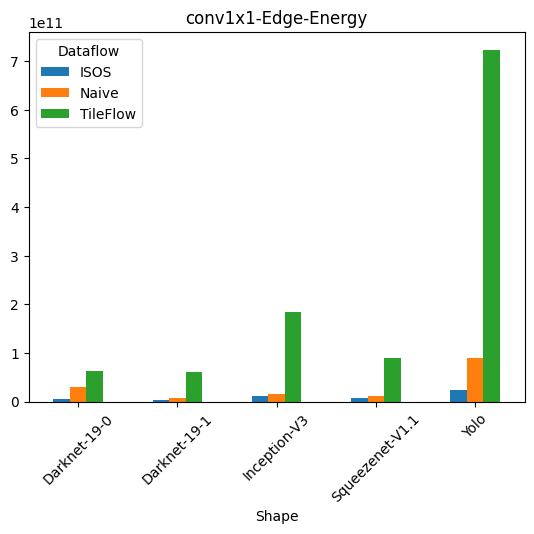 conv1x1-Edge-Energy
1e11
Dataflow
ISOS
Naive
TileFlow
7
6
5
4
3
2
1
0
Darknet-19-0
Darknet-19-1
Inception-V3
Squeezenet-V1.1
Yolo
Shape